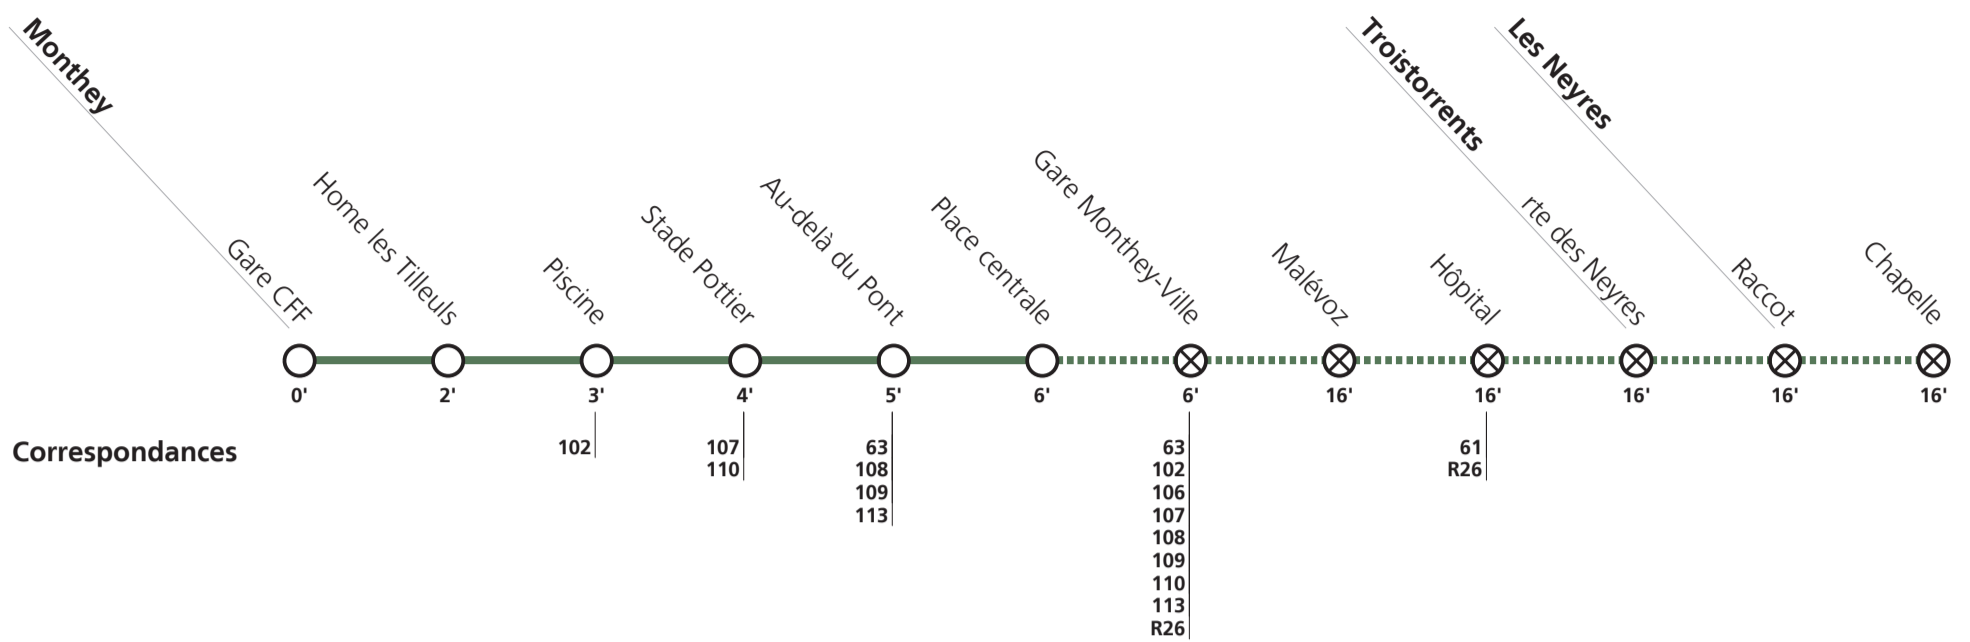 Monthey
Troistorrents
Les Neyres
Gare CFF
Home les Tilleuls
Piscine
Stade Pottier
Au-delà du Pont
Place centrale
Gare Monthey-Ville
Malévoz
Hôpital
rte des Neyres
Raccot
Chapelle
0' 2' 3' 4' 5' 6' 6' 16' 16' 16' 16' 16'
Correspondances
102
107
110
63
108
109
113
63
102
106
107
108
109
110
113
R26
61
R26